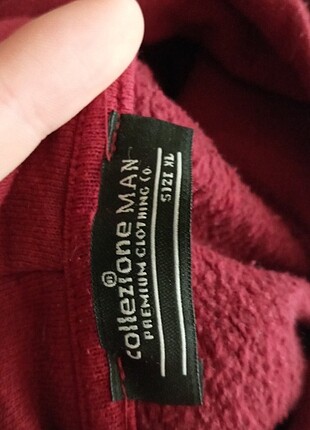 collezione MAN
PREMIUM CLOTHING CO.
SIZE XL